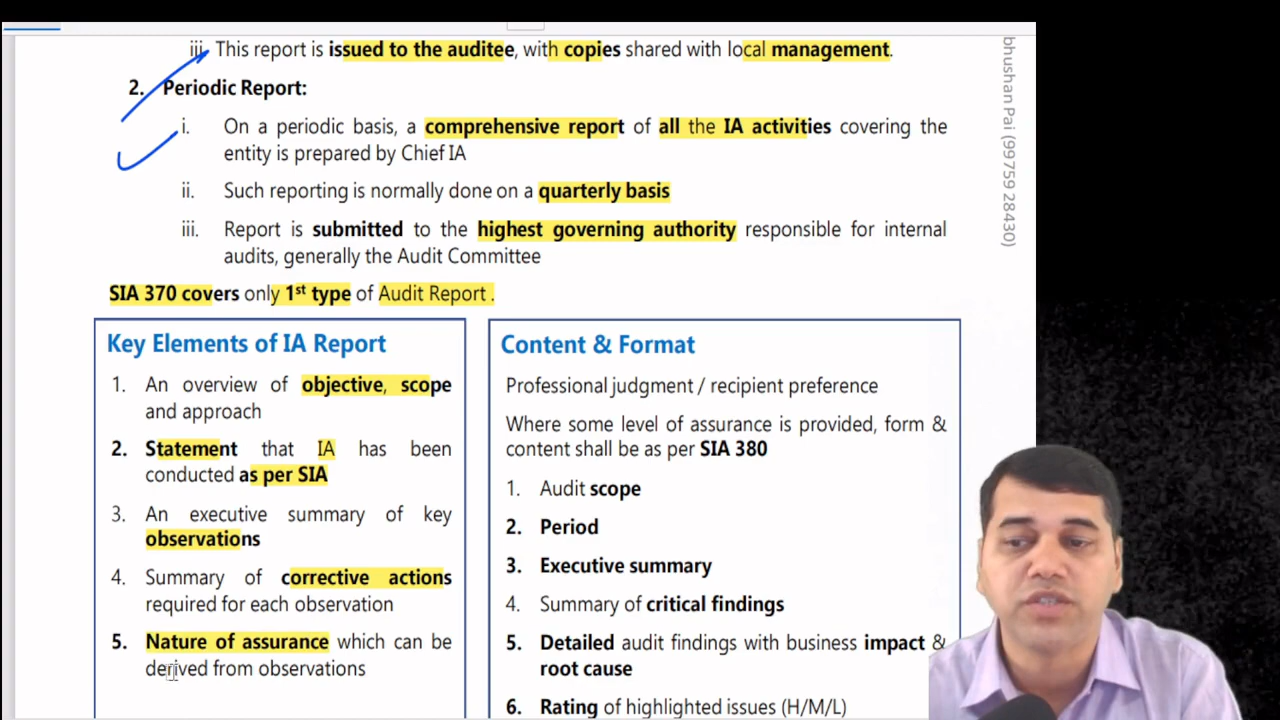 iii. This report is issued to the auditee, with copies shared with local management.
2. Periodic Report:
i. On a periodic basis, a comprehensive report of all the IA activities covering the
entity is prepared by Chief IA
ii. Such reporting is normally done on a quarterly basis
iii. Report is submitted to the highest governing authority responsible for internal
audits, generally the Audit Committee
SIA 370 covers only 1st type of Audit Report .
Key Elements of IA Report
1. An overview of objective, scope
and approach
2. Statement that IA has been
conducted as per SIA
3. An executive summary of key
observations
4. Summary of corrective actions
required for each observation
5. Nature of assurance which can be
derived from observations
Content & Format
Professional judgment / recipient preference
Where some level of assurance is provided, form &
content shall be as per SIA 380
1. Audit scope
2. Period
3. Executive summary
4. Summary of critical findings
5. Detailed audit findings with business impact &
root cause
6. Rating of highlighted issues (H/M/L)
bhushan Pai (99759 28430)